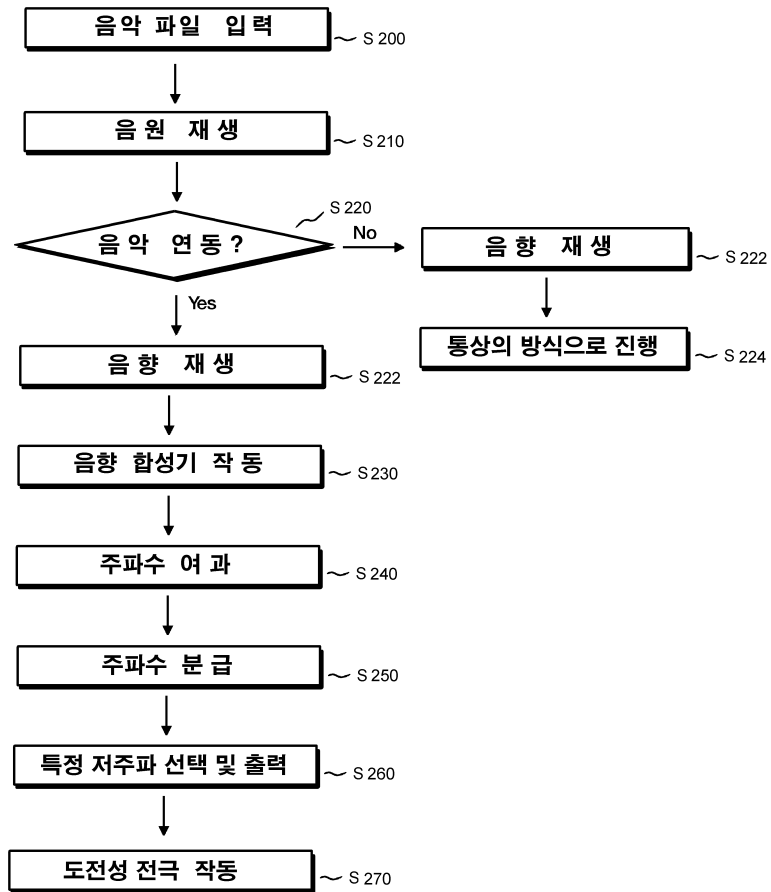 음악 파일 입력
S 200
음원 재생
S 210
S 220
음악 연동?
No
음향 재생
S 222
Yes
통상의 방식으로 진행
S 224
음향 재생
S 222
음향 합성기 작동
S 230
주파수 여과
S 240
주파수 분급
S 250
특정 저주파 선택 및 출력
S 260
도전성 전극 작동
S 270